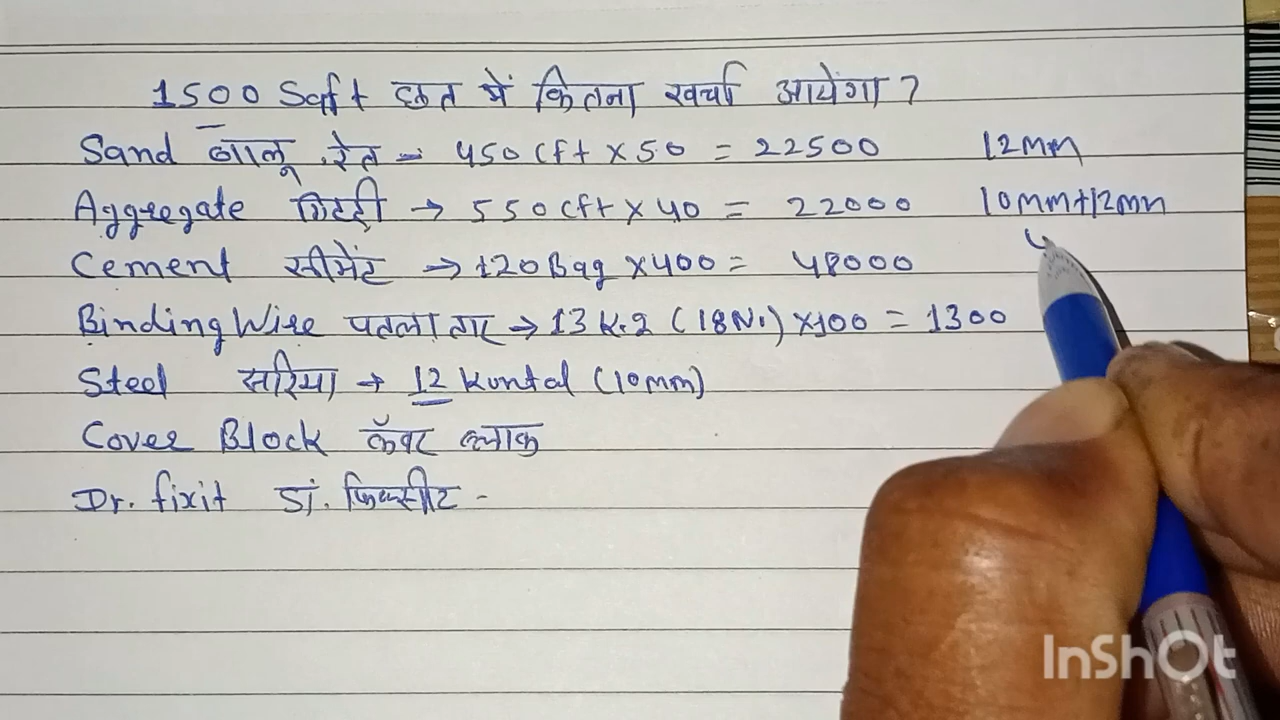 1500 Sqft छत में कितना खर्चा आयेंगा ?
Sand बालू, रेत - 450 Cft x 50 = 22500 12mm
Aggregate गिटटी → 550 Cft x 40 = 22000 10mm+12mm
Cement सीमेंट → 120 Bag x 400 = 48000
Binding Wire पतला तार → 13 K.g (18 N.) x 100 = 1300
Steel सरिया → 12 Kuntal (10mm)
Cover Block कॅवर ब्लाक
Dr. fixit डां. फिक्सीट -
InShOt